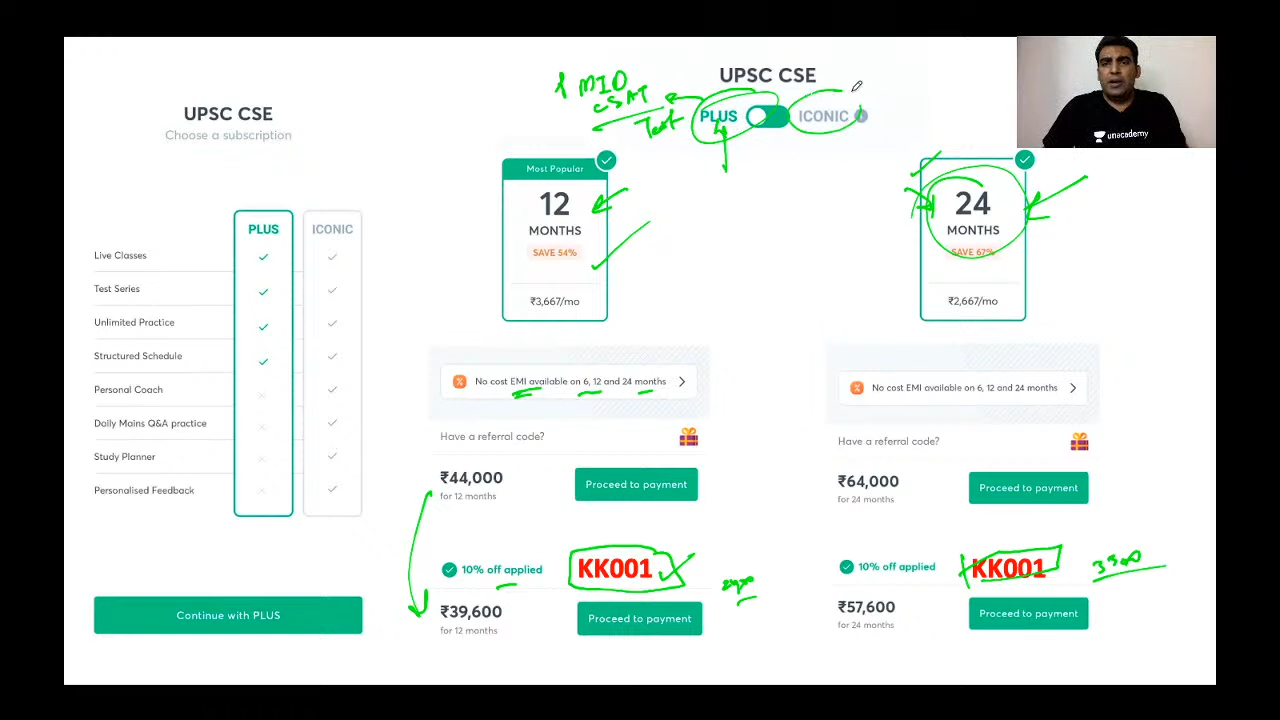 UPSC CSE
Choose a subscription
PLUS ICONIC
Live Classes
Test Series
Unlimited Practice
Structured Schedule
Personal Coach
Daily Mains Q&A practice
Study Planner
Personalised Feedback
Continue with PLUS
UPSC CSE
PLUS ICONIC
CSAT
Test
Most Popular
12
MONTHS
SAVE 54%
₹3,667/mo
No cost EMI available on 6, 12 and 24 months
Have a referral code?
₹44,000
for 12 months
Proceed to payment
10% off applied
KK001
₹39,600
for 12 months
Proceed to payment
24
MONTHS
SAVE 67%
₹2,667/mo
No cost EMI available on 6, 12 and 24 months
Have a referral code?
₹64,000
for 24 months
Proceed to payment
10% off applied
KK001
₹57,600
for 24 months
Proceed to payment
unacademy